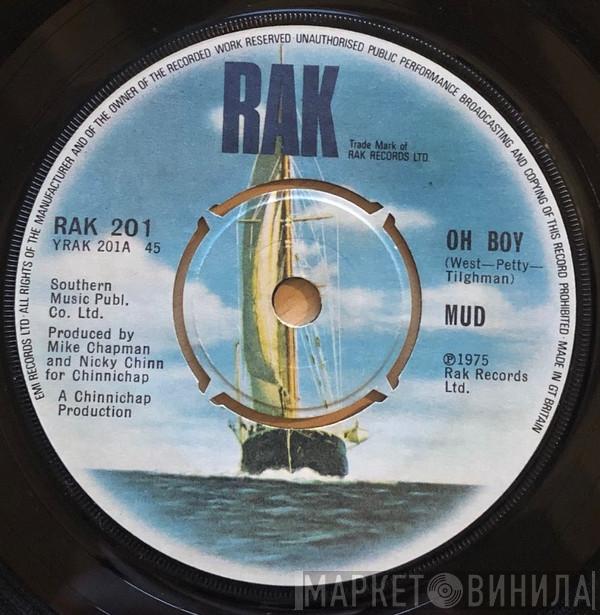 EMI RECORDS LTD· ALL RIGHTS OF THE MANUFACTURER AND OF THE OWNER OF THE RECORDED WORK RESERVED· UNAUTHORISED PUBLIC PERFORMANCE BROADCASTING AND COPYING OF THIS RECORD PROHIBITED· MADE IN GT BRITAIN
RAK
Trade Mark of
RAK RECORDS LTD.
RAK 201
YRAK 201A 45
Southern
Music Publ.
Co. Ltd.
Produced by
Mike Chapman
and Nicky Chinn
for Chinnichap
A Chinnichap
Production
OH BOY
(West—Petty—
Tilghman)
MUD
℗1975
Rak Records
Ltd.
МАРКЕТ ВИНИЛА